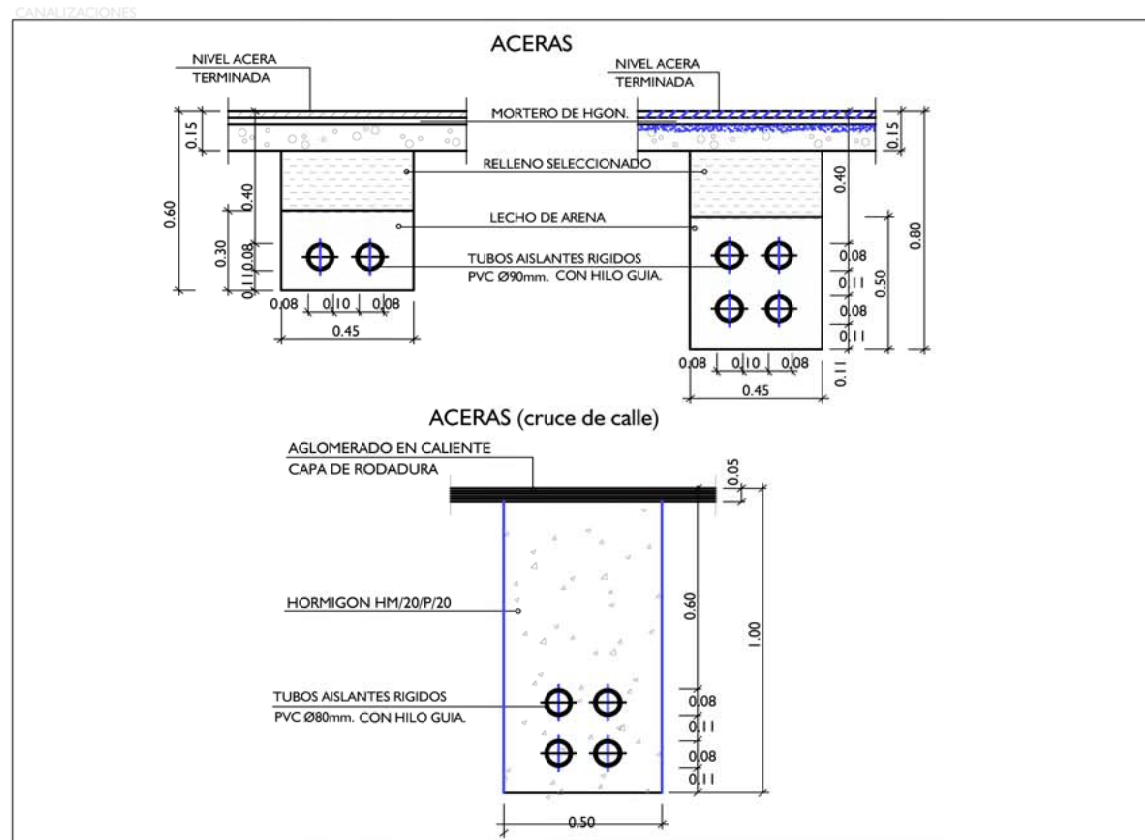 CANALIZACIONES
ACERAS
NIVEL ACERA
TERMINADA
NIVEL ACERA
TERMINADA
MORTERO DE HGON.
RELLENO SELECCIONADO
LECHO DE ARENA
TUBOS AISLANTES RIGIDOS
PVC Ø90mm. CON HILO GUIA.
0.15
0.60
0.40
0.30
0.08
0.11
0.08
0.10
0.08
0.45
0.15
0.40
0.80
0.50
0.08
0.11
0.08
0.11
0.11
0.08
0.10
0.08
0.45
ACERAS (cruce de calle)
AGLOMERADO EN CALIENTE
CAPA DE RODADURA
0.05
HORMIGON HM/20/P/20
0.60
1.00
TUBOS AISLANTES RIGIDOS
PVC Ø80mm. CON HILO GUIA.
0.08
0.11
0.08
0.11
0.50